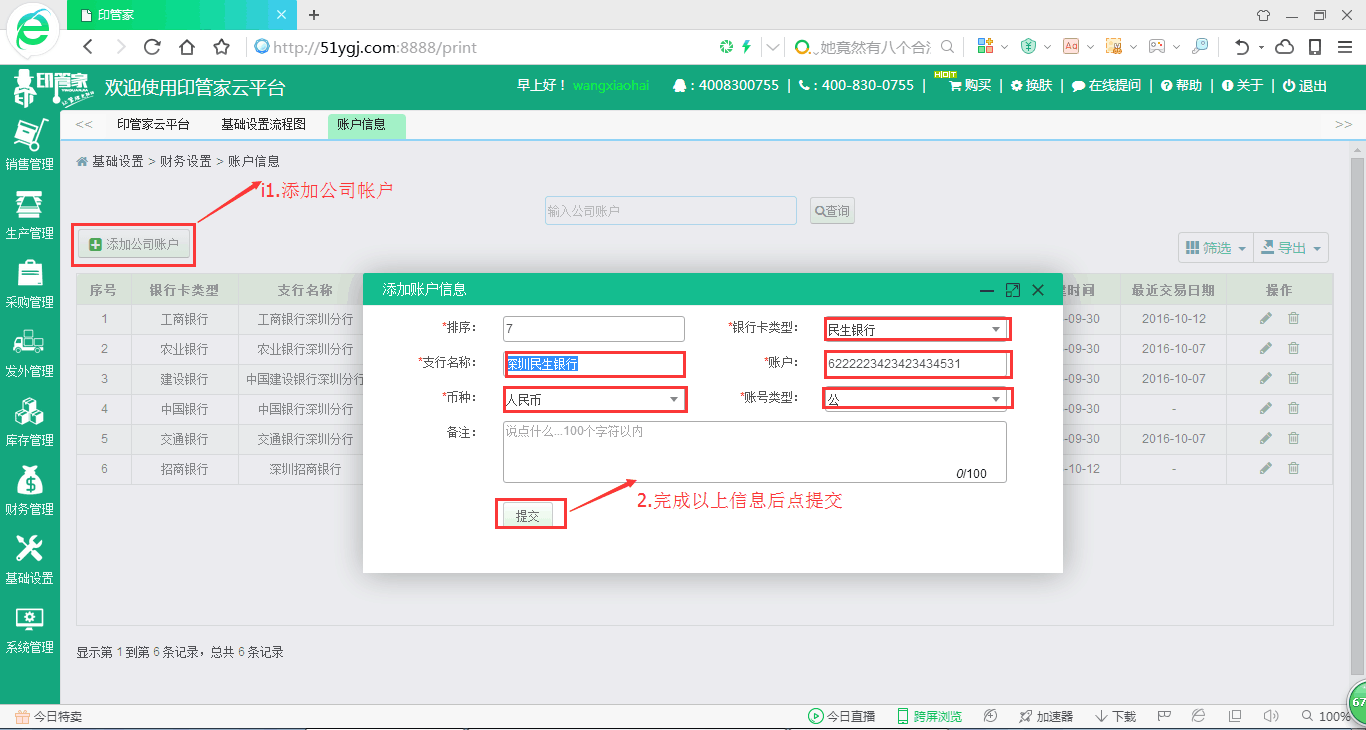 印管家
http://51ygj.com:8888/print
她竟然有八个合法
印管家
欢迎使用印管家云平台
早上好！ wangxiaohai : 4008300755 | : 400-830-0755 | HOT 购买 | 换肤 | 在线提问 | 帮助 | 关于 | 退出
<< 印管家云平台 基础设置流程图 账户信息 >>
销售管理
生产管理
采购管理
发外管理
库存管理
财务管理
基础设置
系统管理
基础设置 > 财务设置 > 账户信息
i1.添加公司帐户
输入公司账户 查询
添加公司账户
筛选 导出
序号 银行卡类型 支行名称 时间 最近交易日期 操作
1 工商银行 工商银行深圳分行 -09-30 2016-10-12
2 农业银行 农业银行深圳分行 -09-30 2016-10-07
3 建设银行 中国建设银行深圳分行 -09-30 2016-10-07
4 中国银行 中国银行深圳分行 -09-30 -
5 交通银行 交通银行深圳分行 -09-30 2016-10-07
6 招商银行 深圳招商银行 -10-12 -
添加账户信息
*排序： 7 *银行卡类型： 民生银行
*支行名称： 深圳民生银行 *账户： 6222223423423434531
*币种： 人民币 *账号类型： 公
备注： 说点什么...100个字符以内
0/100
提交
2.完成以上信息后点提交
显示第 1 到第 6 条记录，总共 6 条记录
今日特卖 今日直播 跨屏浏览 加速器 下载 100%
67